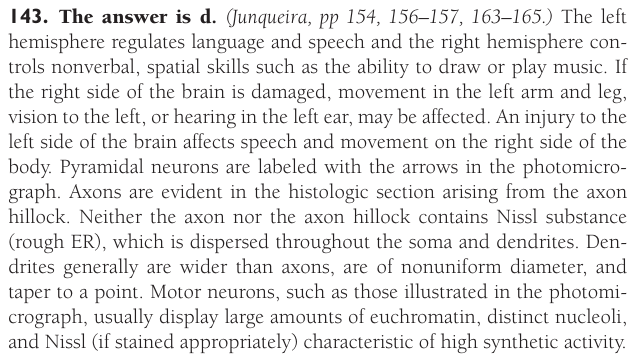 143. The answer is d. (Junqueira, pp 154, 156–157, 163–165.) The left
hemisphere regulates language and speech and the right hemisphere con-
trols nonverbal, spatial skills such as the ability to draw or play music. If
the right side of the brain is damaged, movement in the left arm and leg,
vision to the left, or hearing in the left ear, may be affected. An injury to the
left side of the brain affects speech and movement on the right side of the
body. Pyramidal neurons are labeled with the arrows in the photomicro-
graph. Axons are evident in the histologic section arising from the axon
hillock. Neither the axon nor the axon hillock contains Nissl substance
(rough ER), which is dispersed throughout the soma and dendrites. Den-
drites generally are wider than axons, are of nonuniform diameter, and
taper to a point. Motor neurons, such as those illustrated in the photomi-
crograph, usually display large amounts of euchromatin, distinct nucleoli,
and Nissl (if stained appropriately) characteristic of high synthetic activity.